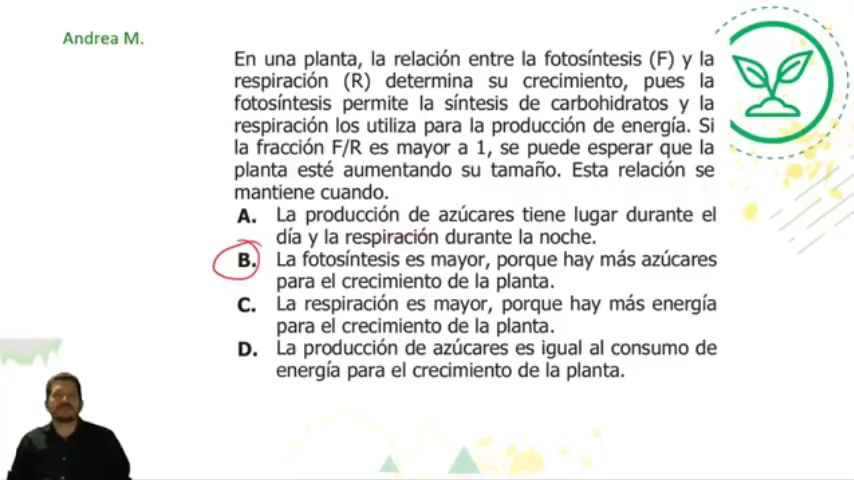 Andrea M.
En una planta, la relación entre la fotosíntesis (F) y la
respiración (R) determina su crecimiento, pues la
fotosíntesis permite la síntesis de carbohidratos y la
respiración los utiliza para la producción de energía. Si
la fracción F/R es mayor a 1, se puede esperar que la
planta esté aumentando su tamaño. Esta relación se
mantiene cuando.
A. La producción de azúcares tiene lugar durante el
día y la respiración durante la noche.
B. La fotosíntesis es mayor, porque hay más azúcares
para el crecimiento de la planta.
C. La respiración es mayor, porque hay más energía
para el crecimiento de la planta.
D. La producción de azúcares es igual al consumo de
energía para el crecimiento de la planta.